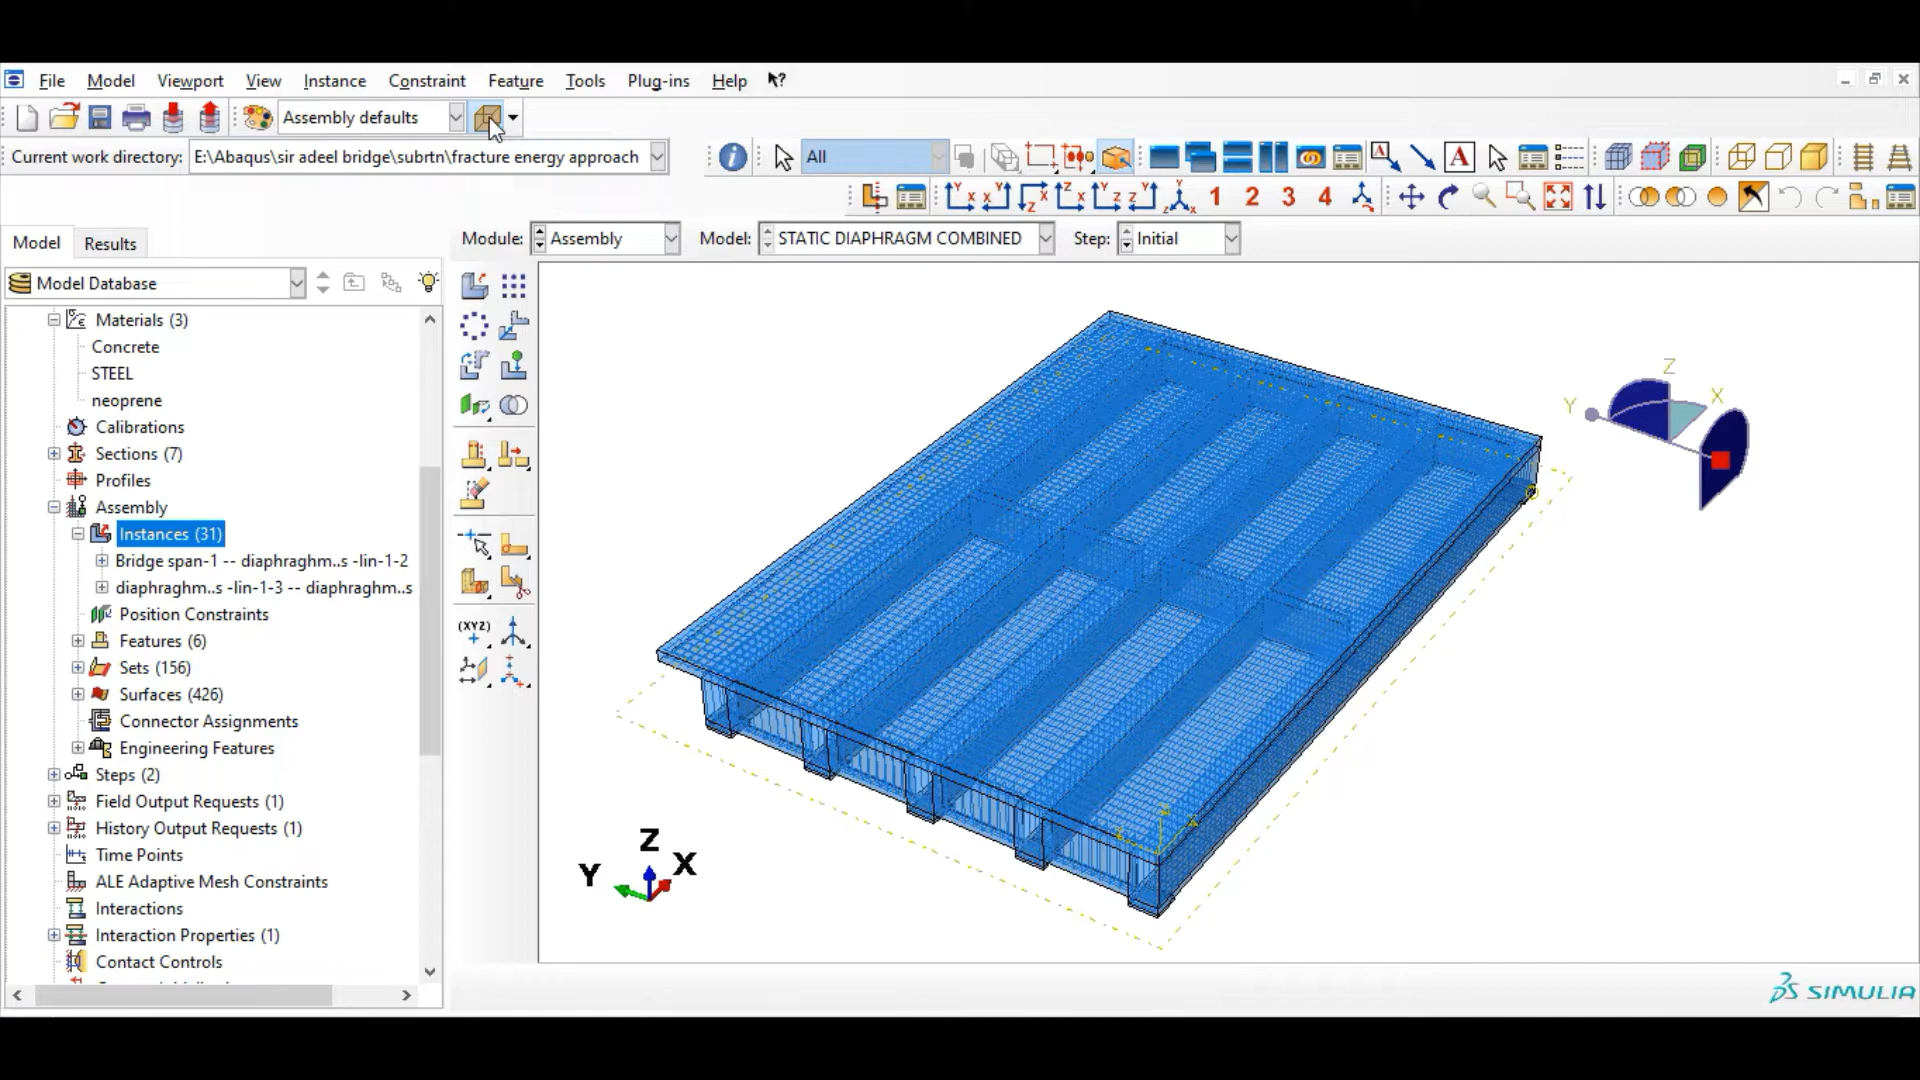 File Model Viewport View Instance Constraint Feature Tools Plug-ins Help
Assembly defaults
Current work directory: E:\Abaqus\sir adeel bridge\subrtn\fracture energy approach
All
1 2 3 4
Model Results
Module: Assembly Model: STATIC DIAPHRAGM COMBINED Step: Initial
Model Database
Materials (3)
Concrete
STEEL
neoprene
Calibrations
Sections (7)
Profiles
Assembly
Instances (31)
Bridge span-1 -- diaphraghm..s -lin-1-2
diaphraghm..s -lin-1-3 -- diaphraghm..s
Position Constraints
Features (6)
Sets (156)
Surfaces (426)
Connector Assignments
Engineering Features
Steps (2)
Field Output Requests (1)
History Output Requests (1)
Time Points
ALE Adaptive Mesh Constraints
Interactions
Interaction Properties (1)
Contact Controls
(XYZ)
Z
X
Y
Z
X
Y
SIMULIA